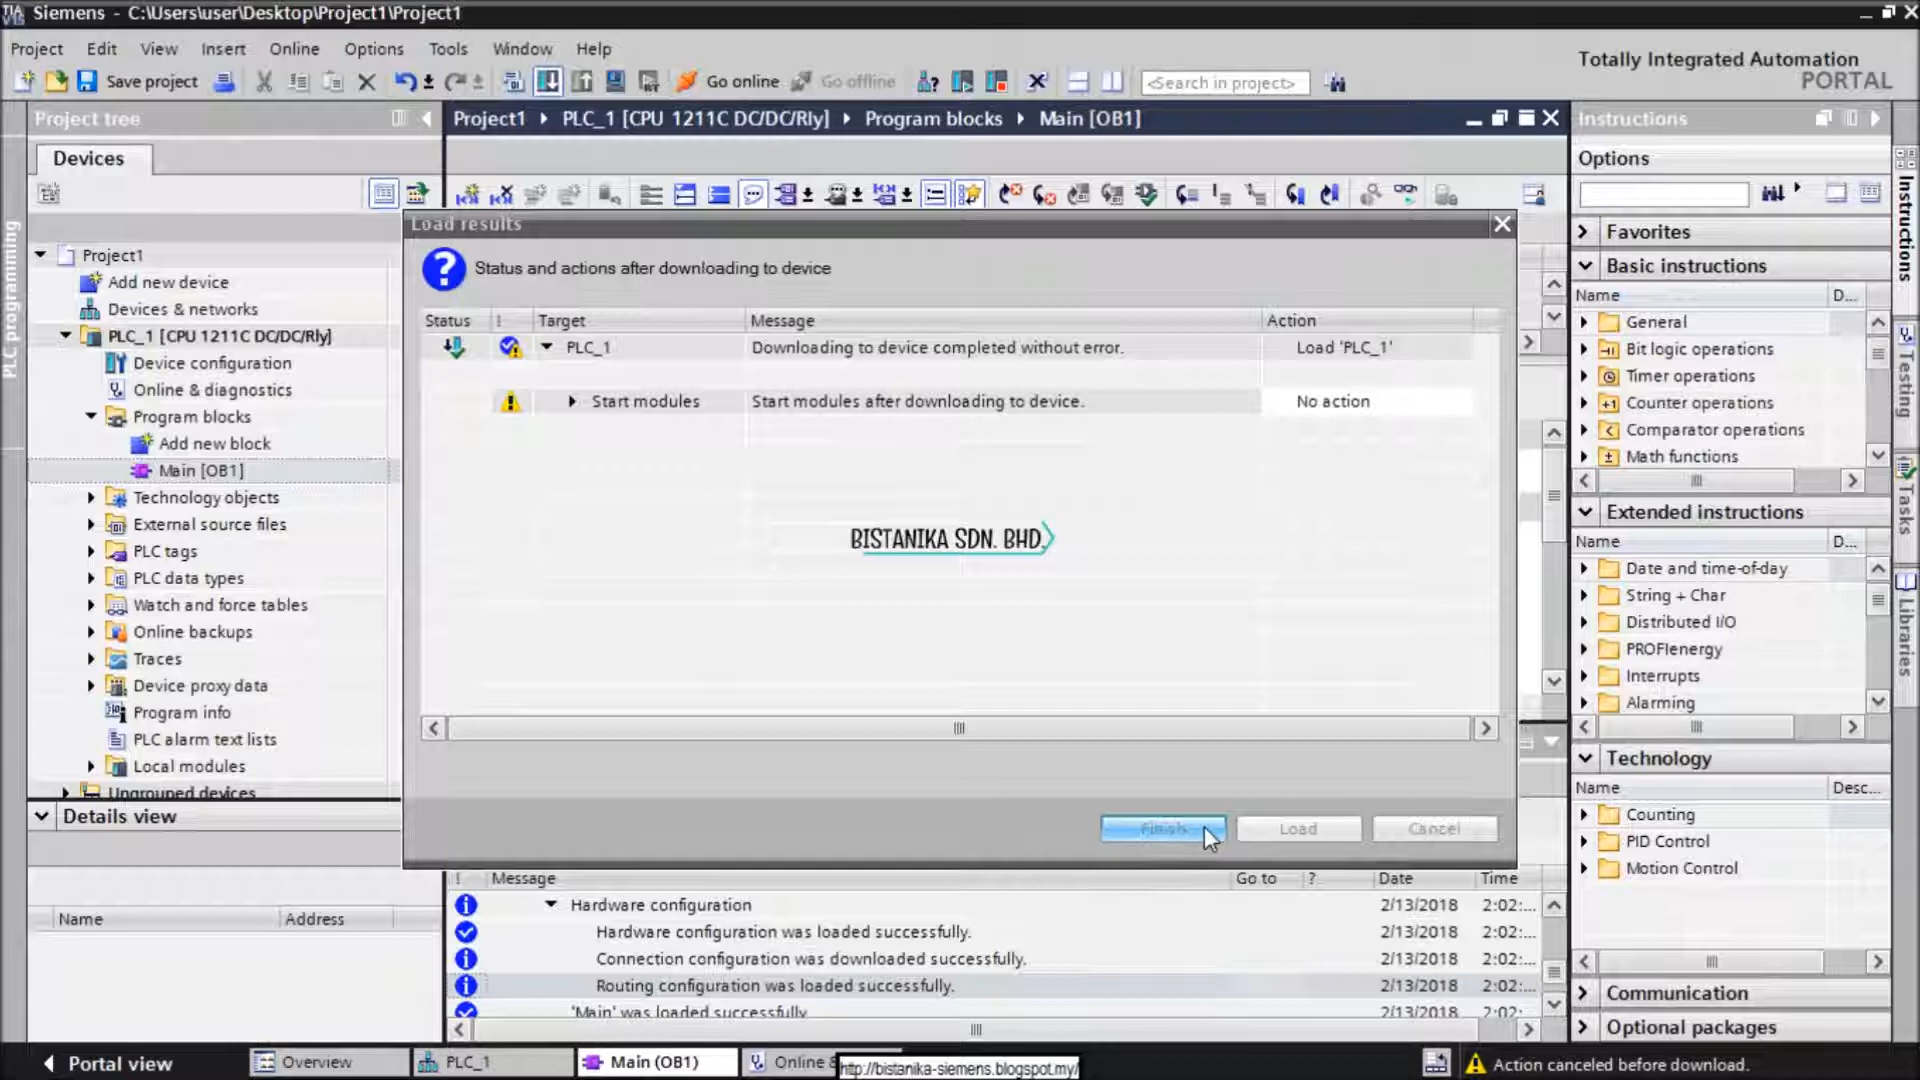 Siemens - C:\Users\user\Desktop\Project1\Project1
Project Edit View Insert Online Options Tools Window Help
Totally Integrated Automation
PORTAL
Save project
Go online
Go offline
<Search in project>
Project tree
Project1 PLC_1 [CPU 1211C DC/DC/Rly] Program blocks Main [OB1]
Instructions
Devices
Options
PLC programming
Project1
Add new device
Devices & networks
PLC_1 [CPU 1211C DC/DC/Rly]
Device configuration
Online & diagnostics
Program blocks
Add new block
Main [OB1]
Technology objects
External source files
PLC tags
PLC data types
Watch and force tables
Online backups
Traces
Device proxy data
Program info
PLC alarm text lists
Local modules
Ungrouped devices
Details view
Name Address
Load results
Status and actions after downloading to device
Status ! Target Message Action
PLC_1 Downloading to device completed without error. Load 'PLC_1'
Start modules Start modules after downloading to device. No action
BISTANIKA SDN. BHD.
Finish Load Cancel
! Message Go to ? Date Time
Hardware configuration 2/13/2018 2:02:...
Hardware configuration was loaded successfully. 2/13/2018 2:02:...
Connection configuration was downloaded successfully. 2/13/2018 2:02:...
Routing configuration was loaded successfully. 2/13/2018 2:02:...
'Main' was loaded successfully 2/13/2018 2:02:
Favorites
Basic instructions
Name D...
General
Bit logic operations
Timer operations
Counter operations
Comparator operations
Math functions
Extended instructions
Name D...
Date and time-of-day
String + Char
Distributed I/O
PROFIenergy
Interrupts
Alarming
Technology
Name Desc...
Counting
PID Control
Motion Control
Communication
Optional packages
Instructions
Testing
Tasks
Libraries
Portal view
Overview
PLC_1
Main (OB1)
Online &
http://bistanika-siemens.blogspot.my/
Action canceled before download.